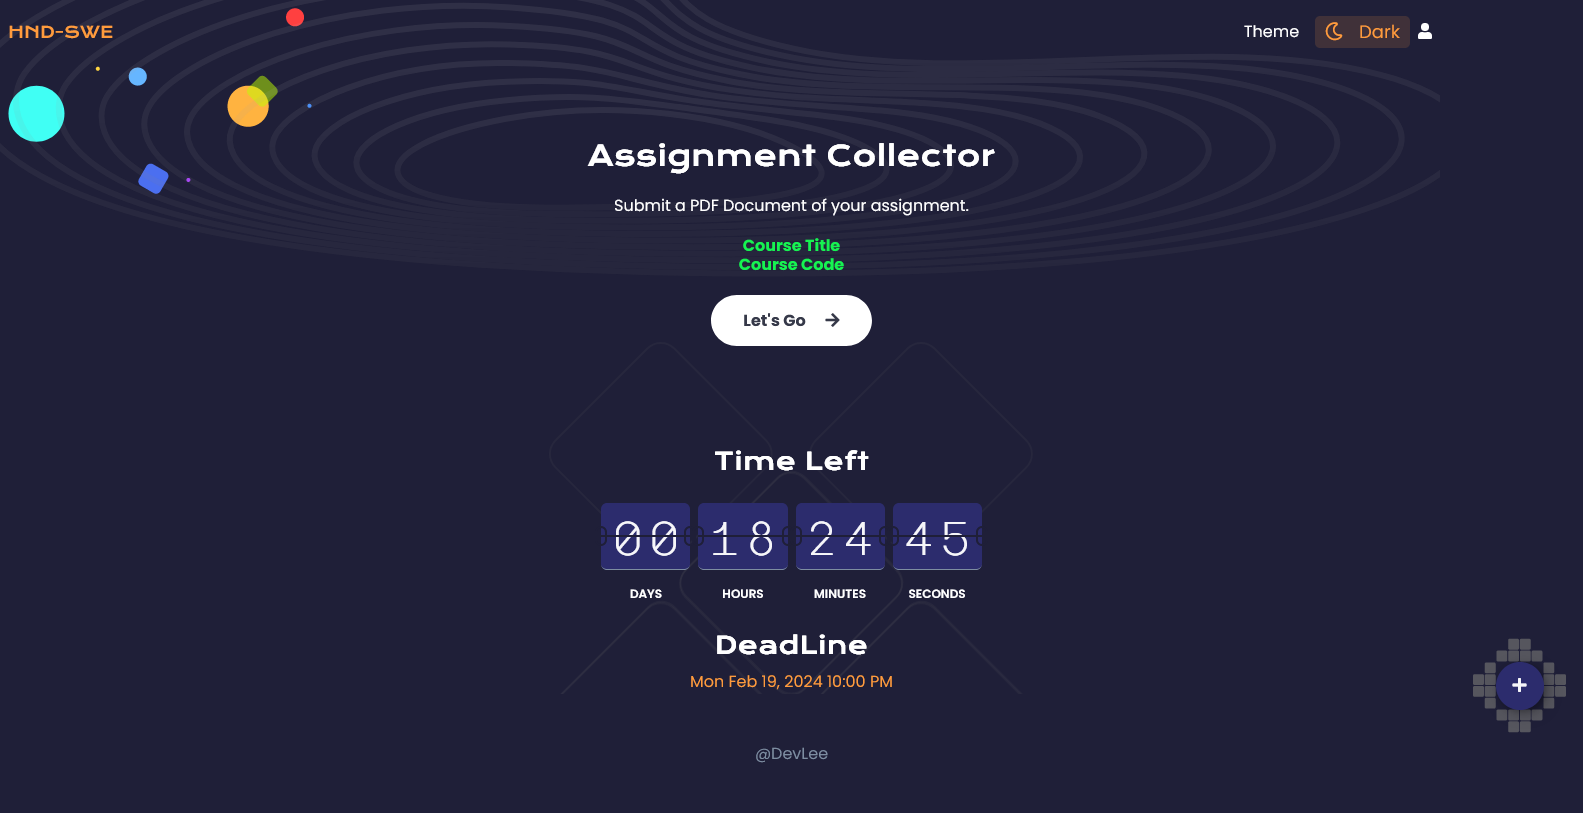 HND-SWE
Theme
Dark
Assignment Collector
Submit a PDF Document of your assignment.
Course Title
Course Code
Let's Go
Time Left
00 18 24 45
DAYS HOURS MINUTES SECONDS
DeadLine
Mon Feb 19, 2024 10:00 PM
@DevLee